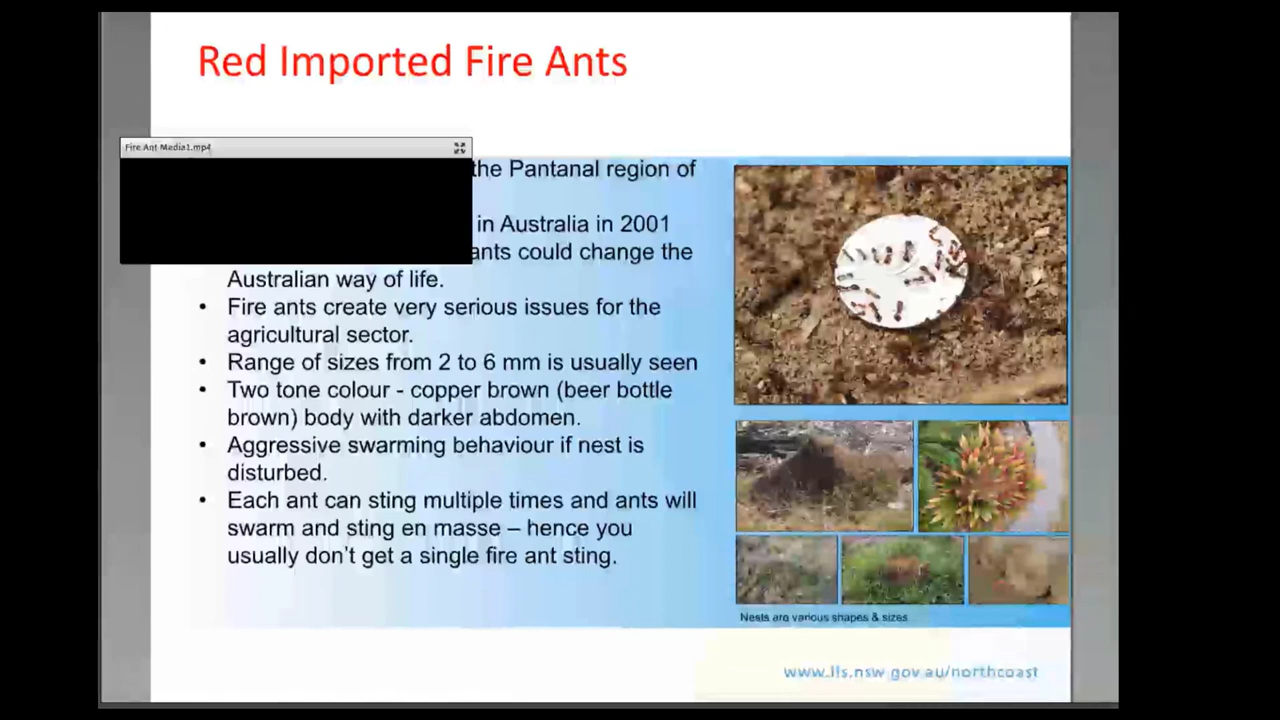 Red Imported Fire Ants
Fire Ant Media1.mp4
the Pantanal region of
in Australia in 2001
ants could change the
Australian way of life.
• Fire ants create very serious issues for the
agricultural sector.
• Range of sizes from 2 to 6 mm is usually seen
• Two tone colour - copper brown (beer bottle
brown) body with darker abdomen.
• Aggressive swarming behaviour if nest is
disturbed.
• Each ant can sting multiple times and ants will
swarm and sting en masse – hence you
usually don't get a single fire ant sting.
Nests are various shapes & sizes
www.lls.nsw.gov.au/northcoast